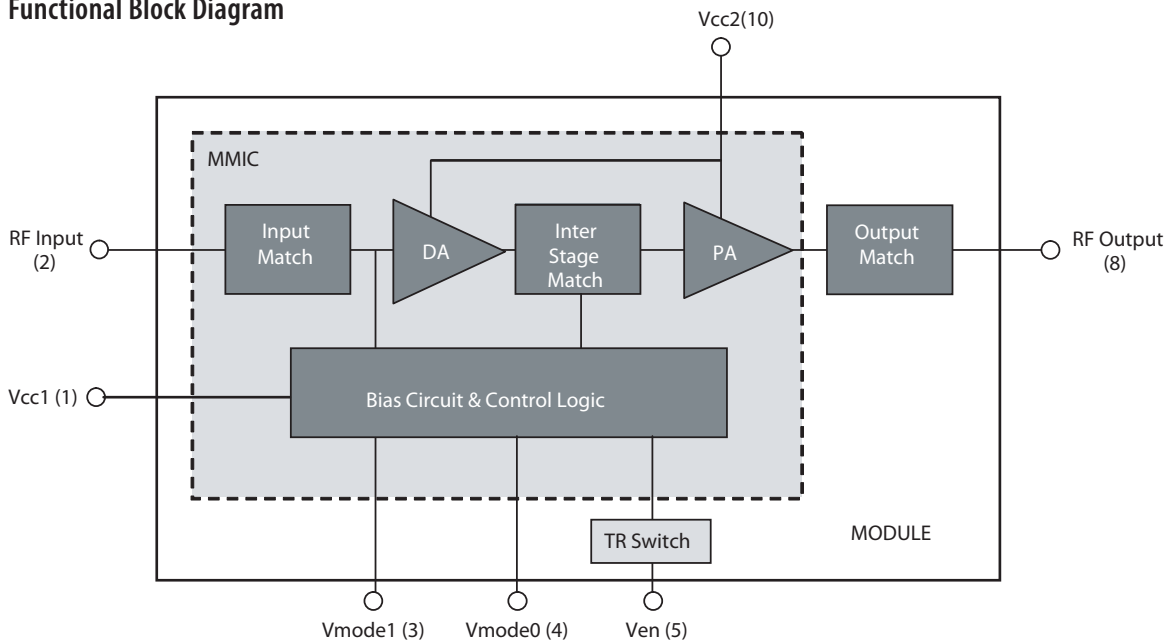 Functional Block Diagram
Vcc2(10)
MMIC
RF Input
(2)
Input
Match
DA
Inter
Stage
Match
PA
Output
Match
RF Output
(8)
Vcc1 (1)
Bias Circuit & Control Logic
TR Switch
MODULE
Vmode1 (3)
Vmode0 (4)
Ven (5)